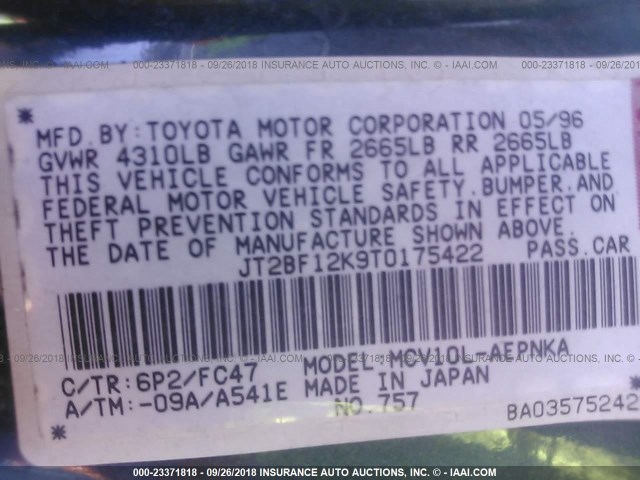 000-23371818 - 09/26/2018 INSURANCE AUTO AUCTIONS, INC. © - IAAI.COM
MFD.BY:TOYOTA MOTOR CORPORATION 05/96
GVWR 4310LB GAWR FR 2665LB RR 2665LB
THIS VEHICLE CONFORMS TO ALL APPLICABLE
FEDERAL MOTOR VEHICLE SAFETY,BUMPER,AND
THEFT PREVENTION STANDARDS IN EFFECT ON
THE DATE OF MANUFACTURE SHOWN ABOVE.
JT2BF12K9T0175422 PASS.CAR
C/TR:6P2/FC47 MODEL:MCV10L-AEPNKA
A/TM:-09A/A541E MADE IN JAPAN
NO.757 BA03575242
000-23371818 - 09/26/2018 INSURANCE AUTO AUCTIONS, INC. © - IAAI.COM